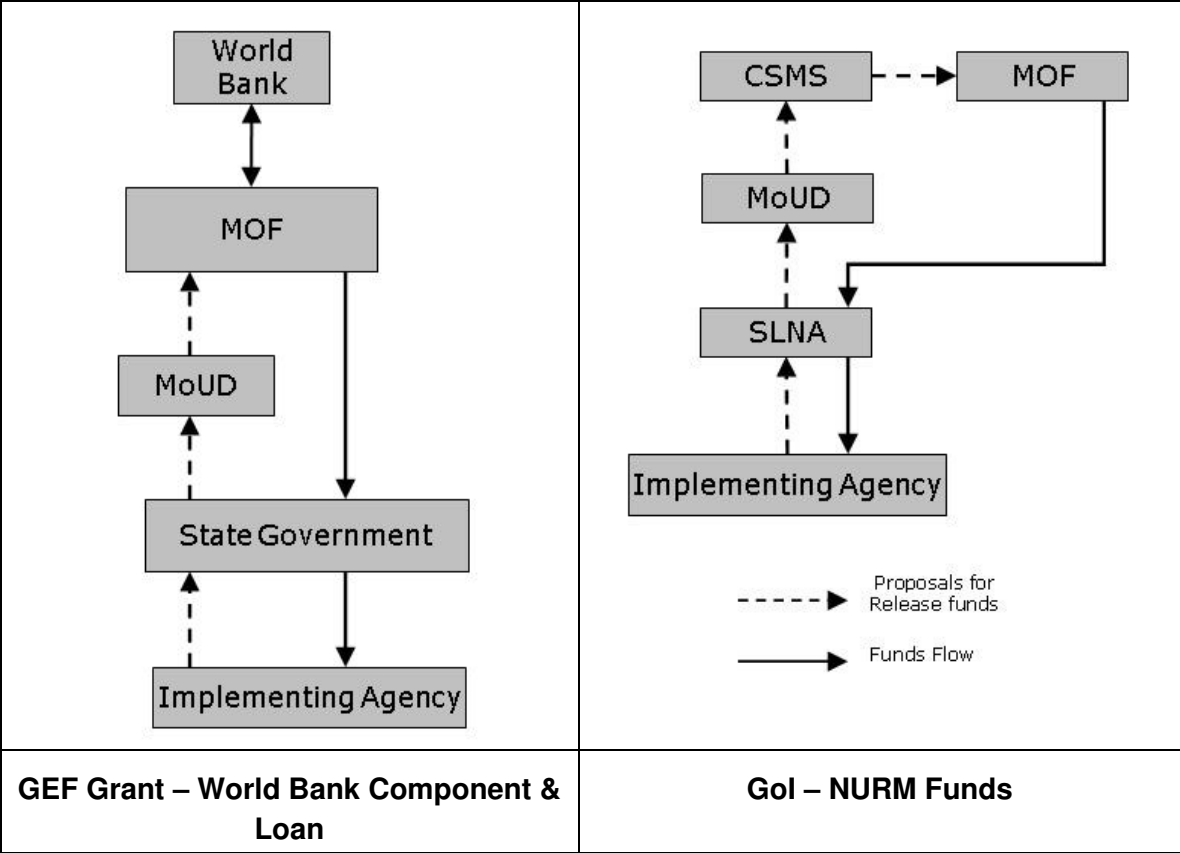 World
Bank
MOF
MoUD
State Government
Implementing Agency
GEF Grant – World Bank Component &
Loan
CSMS
MOF
MoUD
SLNA
Implementing Agency
Proposals for
Release funds
Funds Flow
GoI – NURM Funds